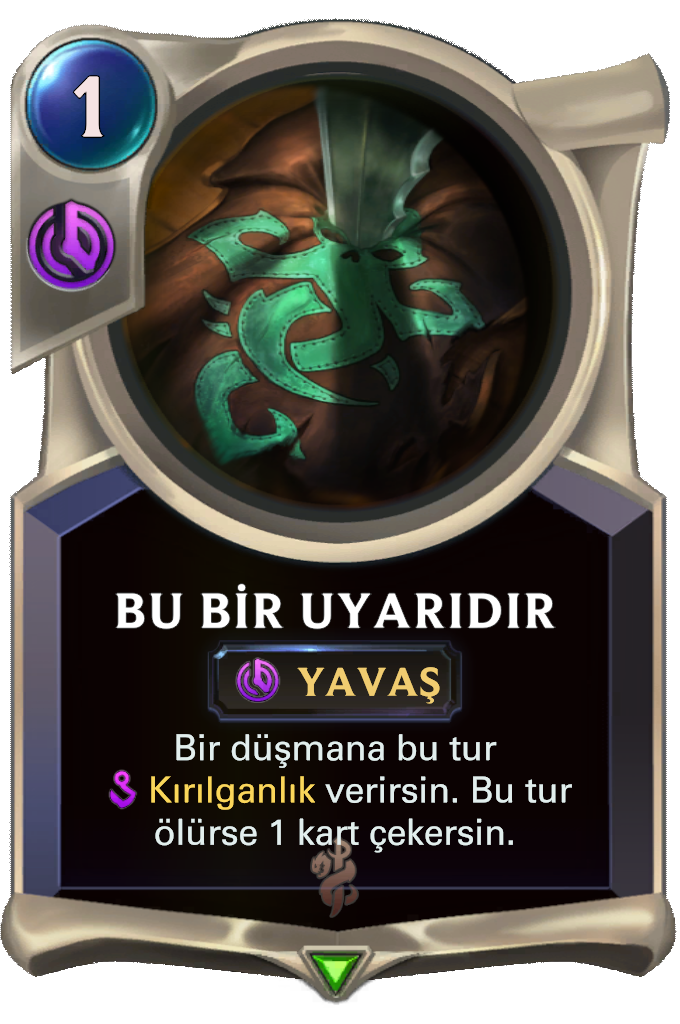 1
BU BİR UYARIDIR
YAVAŞ
Bir düşmana bu tur
Kırılganlık verirsin. Bu tur
ölürse 1 kart çekersin.